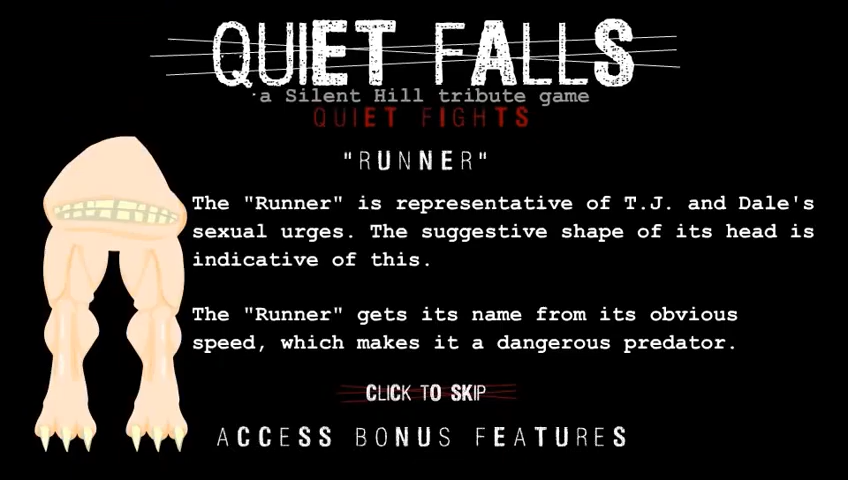 QUIET FALLS
a Silent Hill tribute game
QUIET FIGHTS
"RUNNER"
The "Runner" is representative of T.J. and Dale's
sexual urges. The suggestive shape of its head is
indicative of this.
The "Runner" gets its name from its obvious
speed, which makes it a dangerous predator.
CLICK TO SKIP
ACCESS BONUS FEATURES